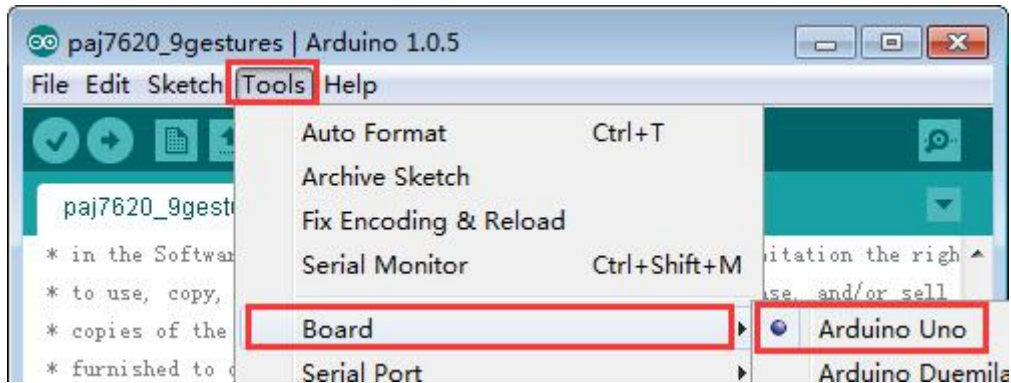 paj7620_9gestures | Arduino 1.0.5
File Edit Sketch Tools Help
Auto Format Ctrl+T
Archive Sketch
paj7620_9gest
Fix Encoding & Reload
* in the Softwar
itation the righ
Serial Monitor Ctrl+Shift+M
* to use, copy,
se, and/or sell
* copies of the
Board
Arduino Uno
* furnished to
Serial Port
Arduino Duemila